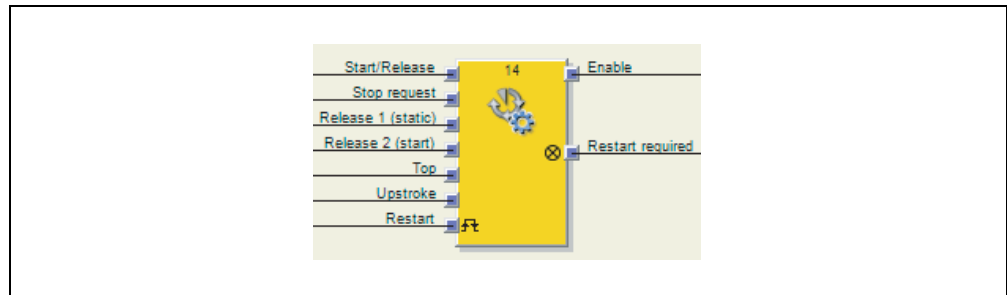 Start/Release
14
Enable
Stop request
Release 1 (static)
Release 2 (start)
Restart required
Top
Upstroke
Restart